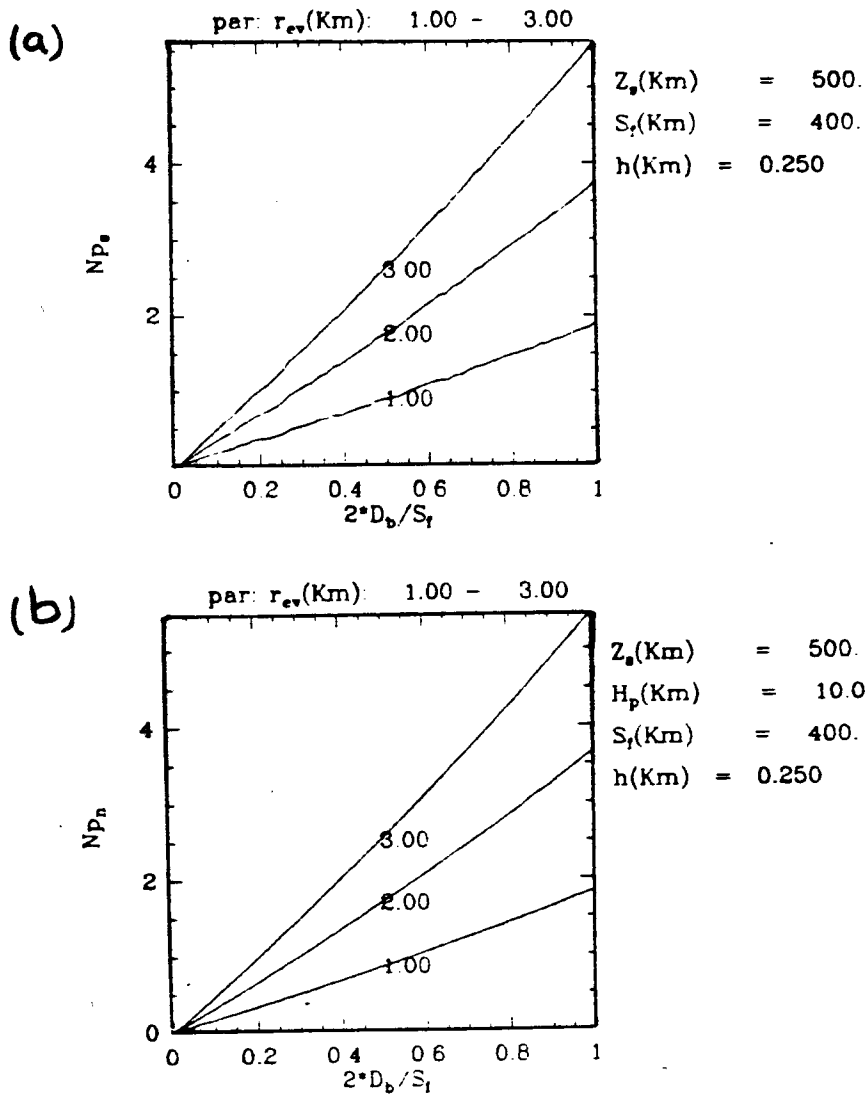 (a)
par: r_ev(Km): 1.00 - 3.00
Z_s(Km) = 500.
S_f(Km) = 400.
h(Km) = 0.250
4
2
Np_s
3.00
2.00
1.00
0 0.2 0.4 0.6 0.8 1
2*D_b/S_f
(b)
par: r_ev(Km): 1.00 - 3.00
Z_s(Km) = 500.
H_p(Km) = 10.0
S_f(Km) = 400.
h(Km) = 0.250
4
2
0
Np_n
3.00
2.00
1.00
0 0.2 0.4 0.6 0.8 1
2*D_b/S_f